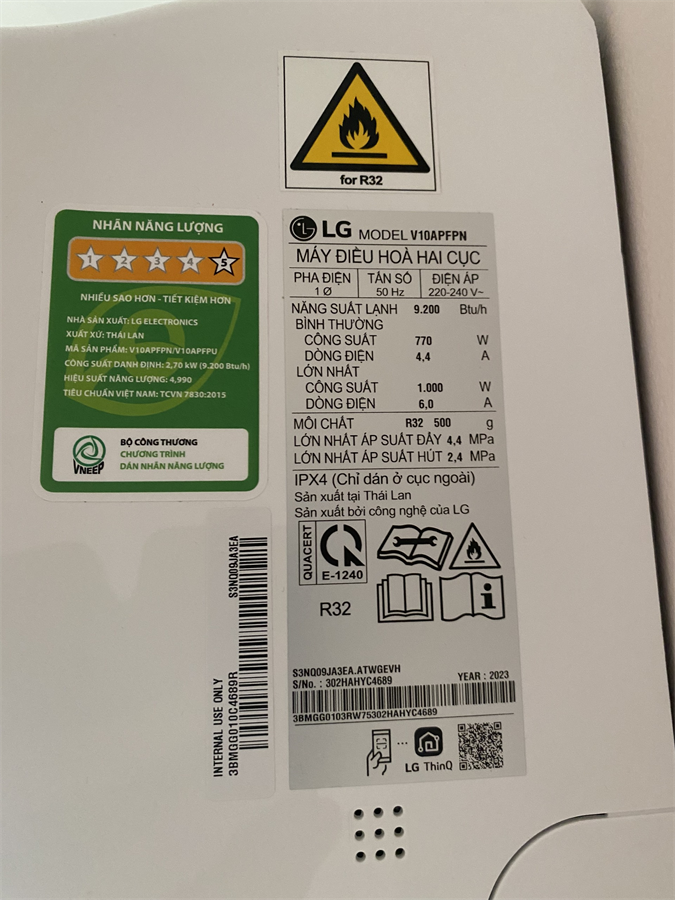 for R32
NHÃN NĂNG LƯỢNG
1 2 3 4 5
NHIỀU SAO HƠN - TIẾT KIỆM HƠN
NHÀ SẢN XUẤT: LG ELECTRONICS
XUẤT XỨ: THÁI LAN
MÃ SẢN PHẨM: V10APFPN/V10APFPU
CÔNG SUẤT DANH ĐỊNH: 2,70 kW (9.200 Btu/h)
HIỆU SUẤT NĂNG LƯỢNG: 4,990
TIÊU CHUẨN VIỆT NAM: TCVN 7830:2015
VNEEP
BỘ CÔNG THƯƠNG
CHƯƠNG TRÌNH
DÁN NHÃN NĂNG LƯỢNG
LG MODEL V10APFPN
MÁY ĐIỀU HOÀ HAI CỤC
PHA ĐIỆN TẦN SỐ ĐIỆN ÁP
1 Ø 50 Hz 220-240 V~
NĂNG SUẤT LẠNH 9.200 Btu/h
BÌNH THƯỜNG
CÔNG SUẤT 770 W
DÒNG ĐIỆN 4,4 A
LỚN NHẤT
CÔNG SUẤT 1.000 W
DÒNG ĐIỆN 6,0 A
MÔI CHẤT R32 500 g
LỚN NHẤT ÁP SUẤT ĐẨY 4,4 MPa
LỚN NHẤT ÁP SUẤT HÚT 2,4 MPa
IPX4 (Chỉ dán ở cục ngoài)
Sản xuất tại Thái Lan
Sản xuất bởi công nghệ của LG
QUACERT
E-1240
R32
S3NQ09JA3EA.ATWGEVH
S/No. : 302HAHYC4689 YEAR : 2023
3BMGG0103RW75302HAHYC4689
LG ThinQ
INTERNAL USE ONLY
3BMGG010C4689R S3NQ09JA3EA